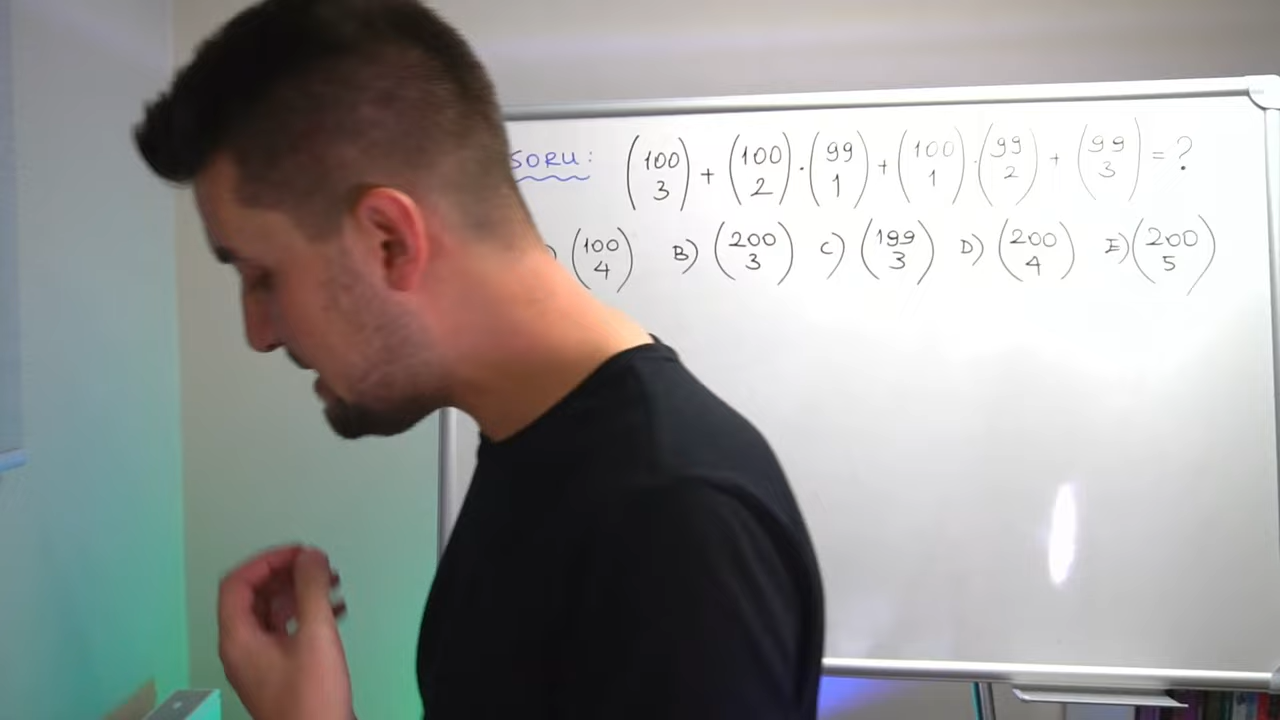 SORU: (100 3) + (100 2) · (99 1) + (100 1) · (99 2) + (99 3) = ?
) (100 4) B) (200 3) C) (199 3) D) (200 4) E) (200 5)